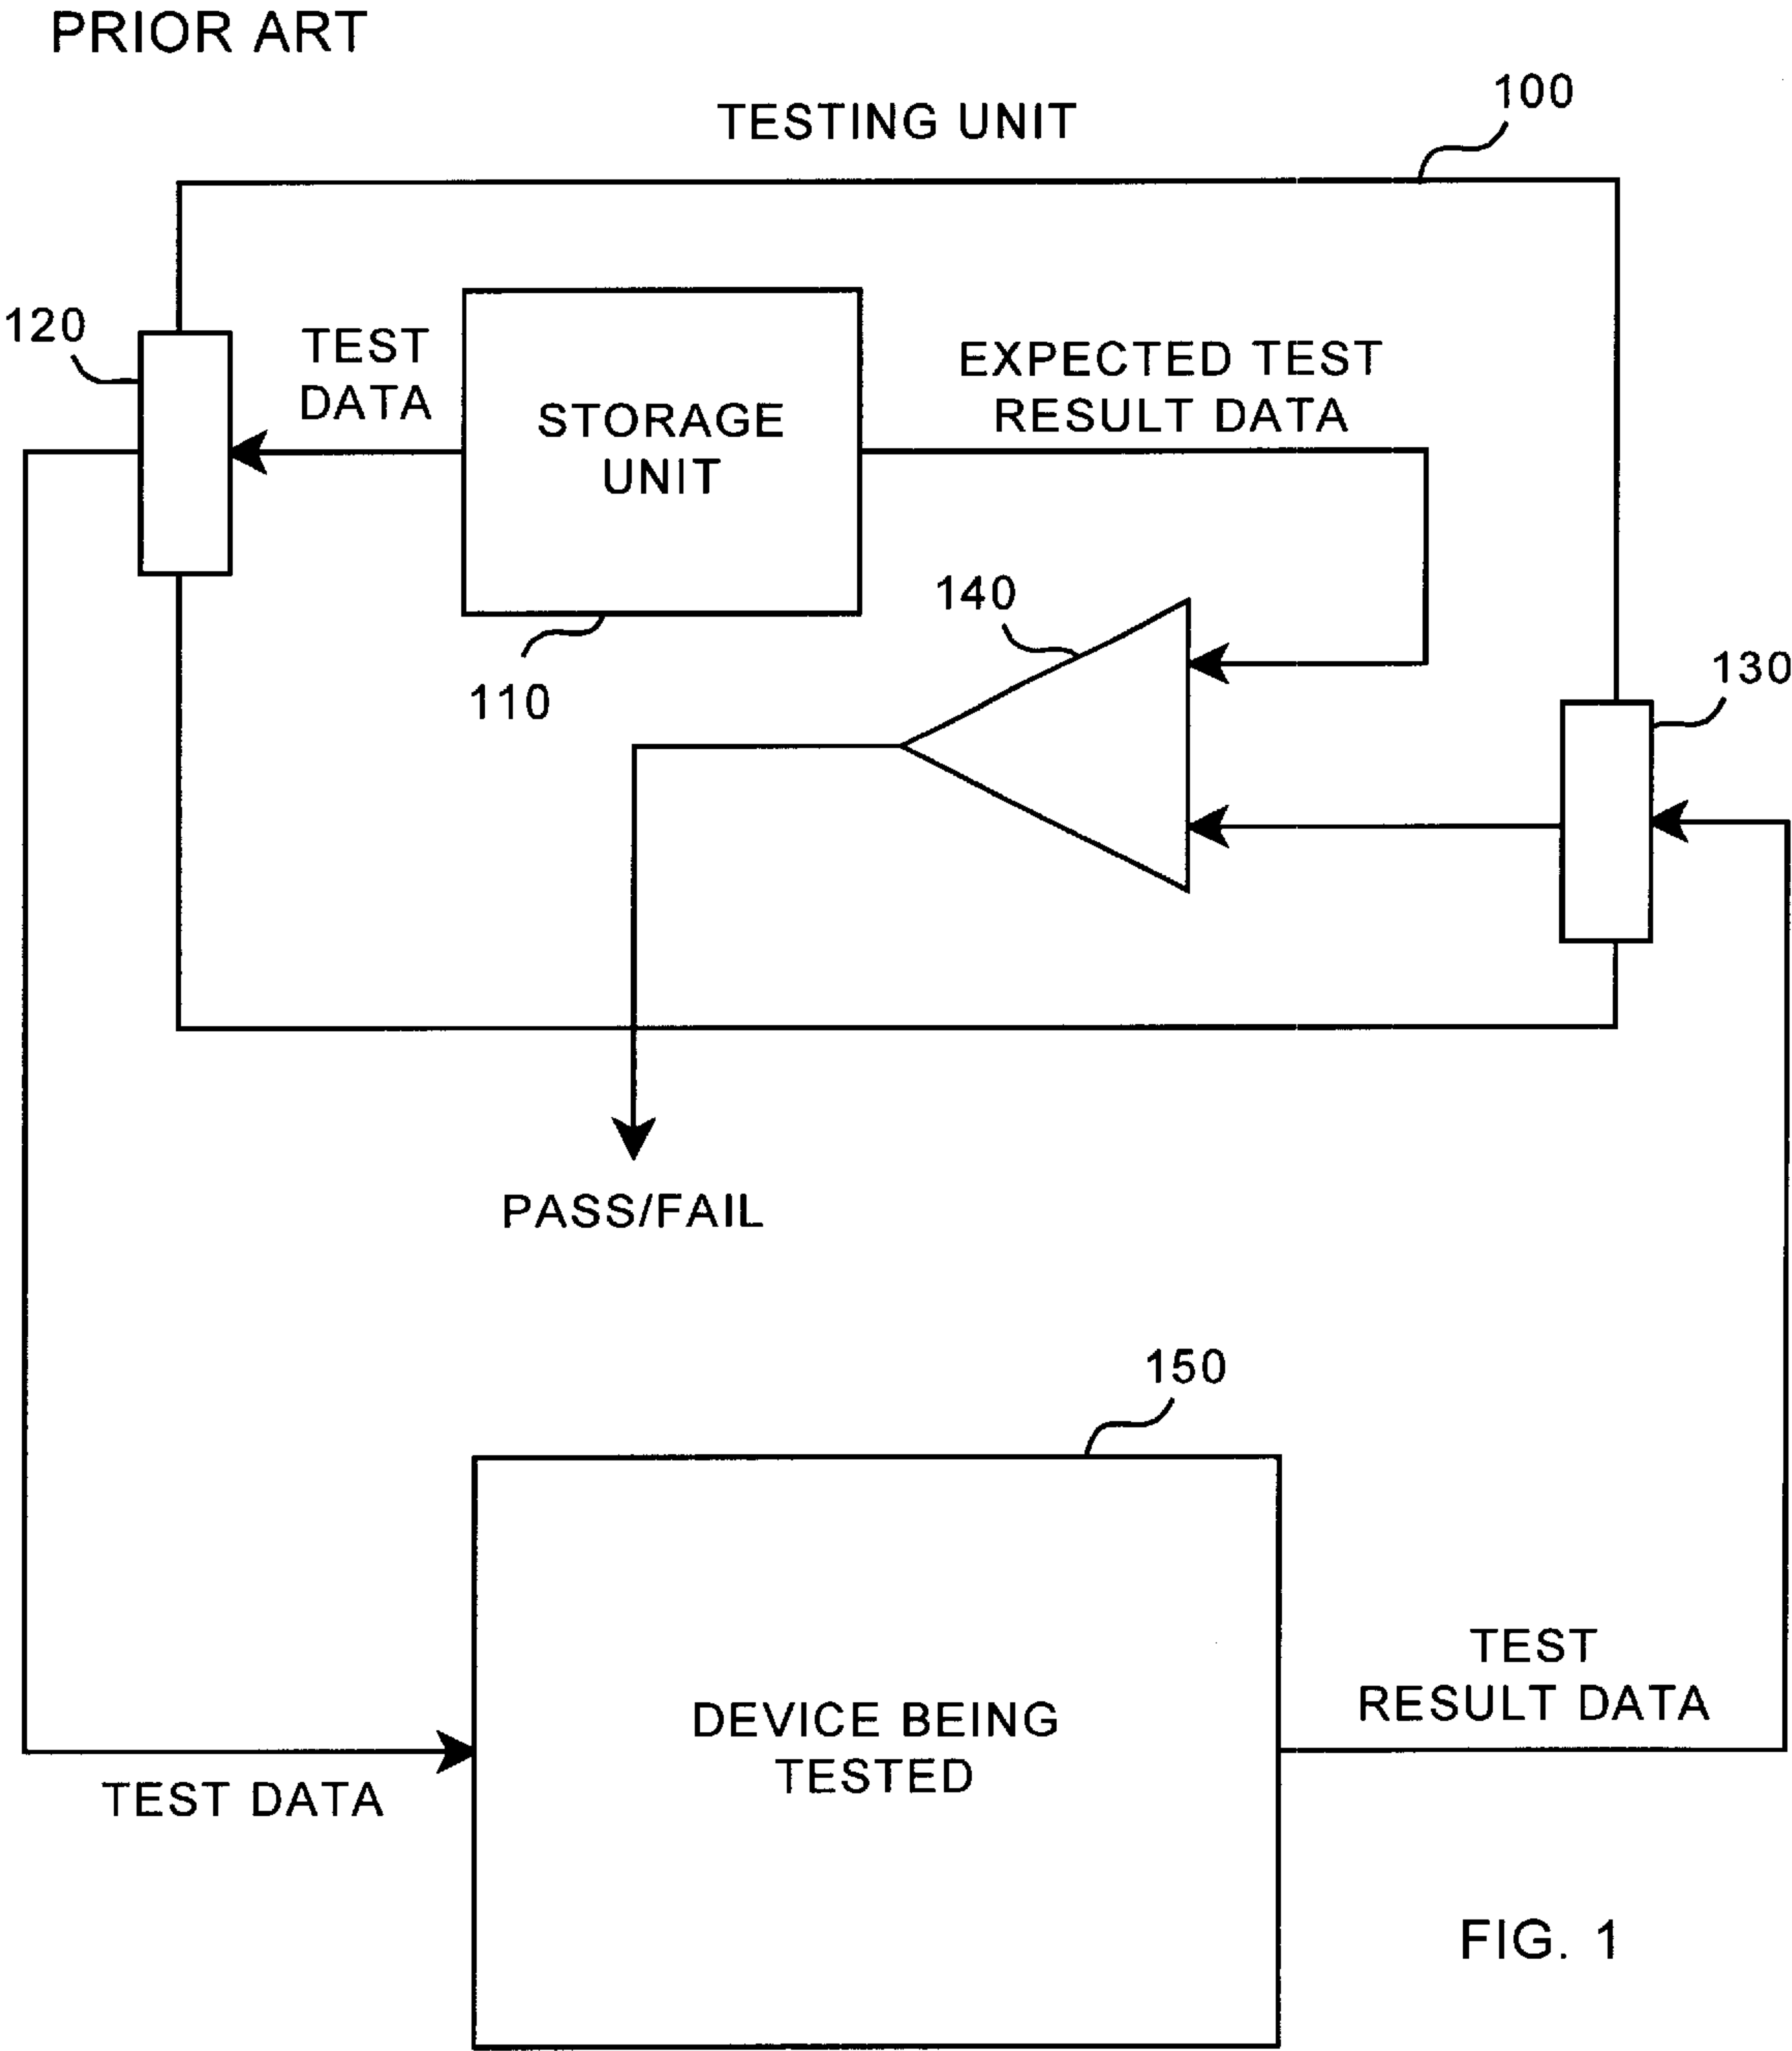 PRIOR ART
TESTING UNIT
100
120
TEST
DATA
STORAGE
UNIT
EXPECTED TEST
RESULT DATA
140
110
130
PASS/FAIL
150
TEST
RESULT DATA
DEVICE BEING
TESTED
TEST DATA
FIG. 1